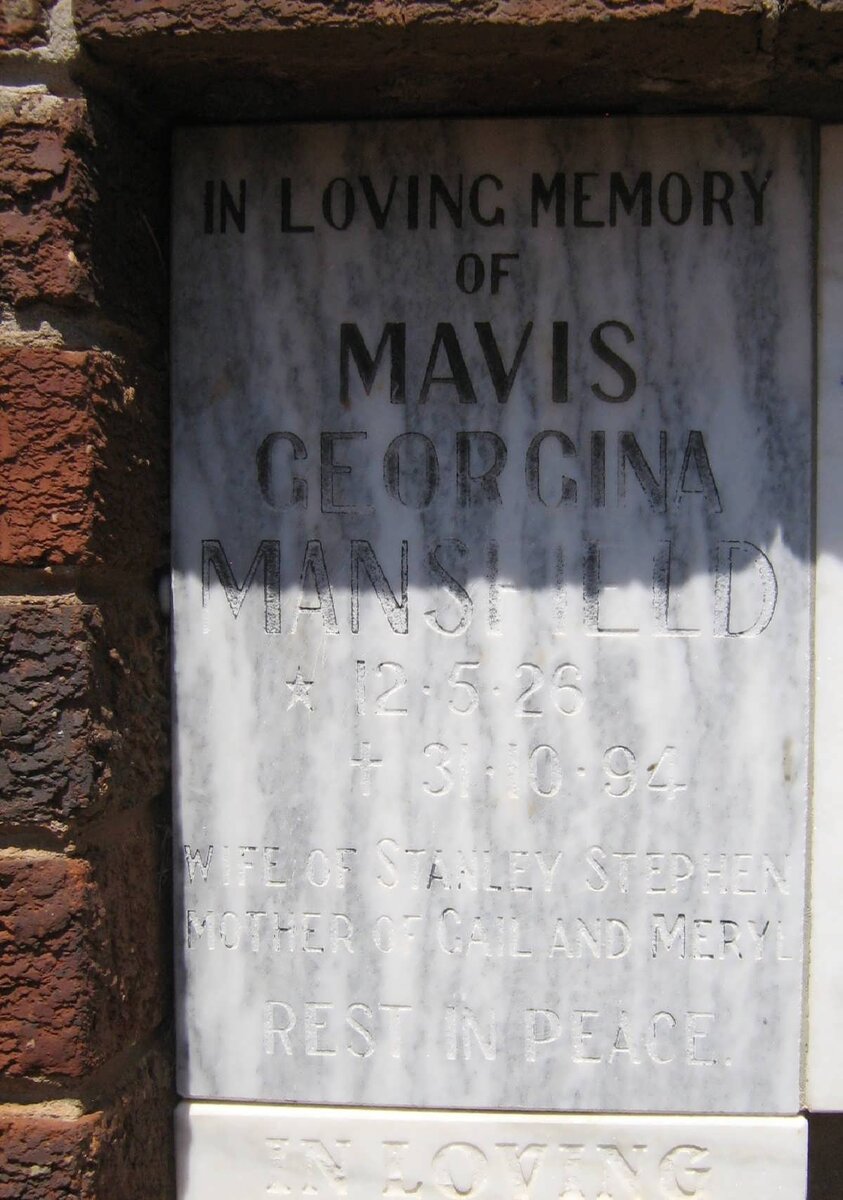 IN LOVING MEMORY
OF
MAVIS
GEORGINA
MANSFIELD
★ 12·5·26
✝ 31·10·94
WIFE OF STANLEY STEPHEN
MOTHER OF GAIL AND MERYL
REST IN PEACE.
IN LOVING